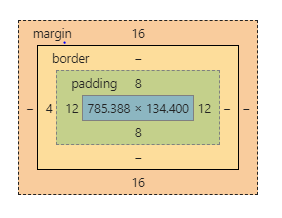 margin 16
border –
padding 8
– 4 12 785.388 × 134.400 12 – –
8
–
16